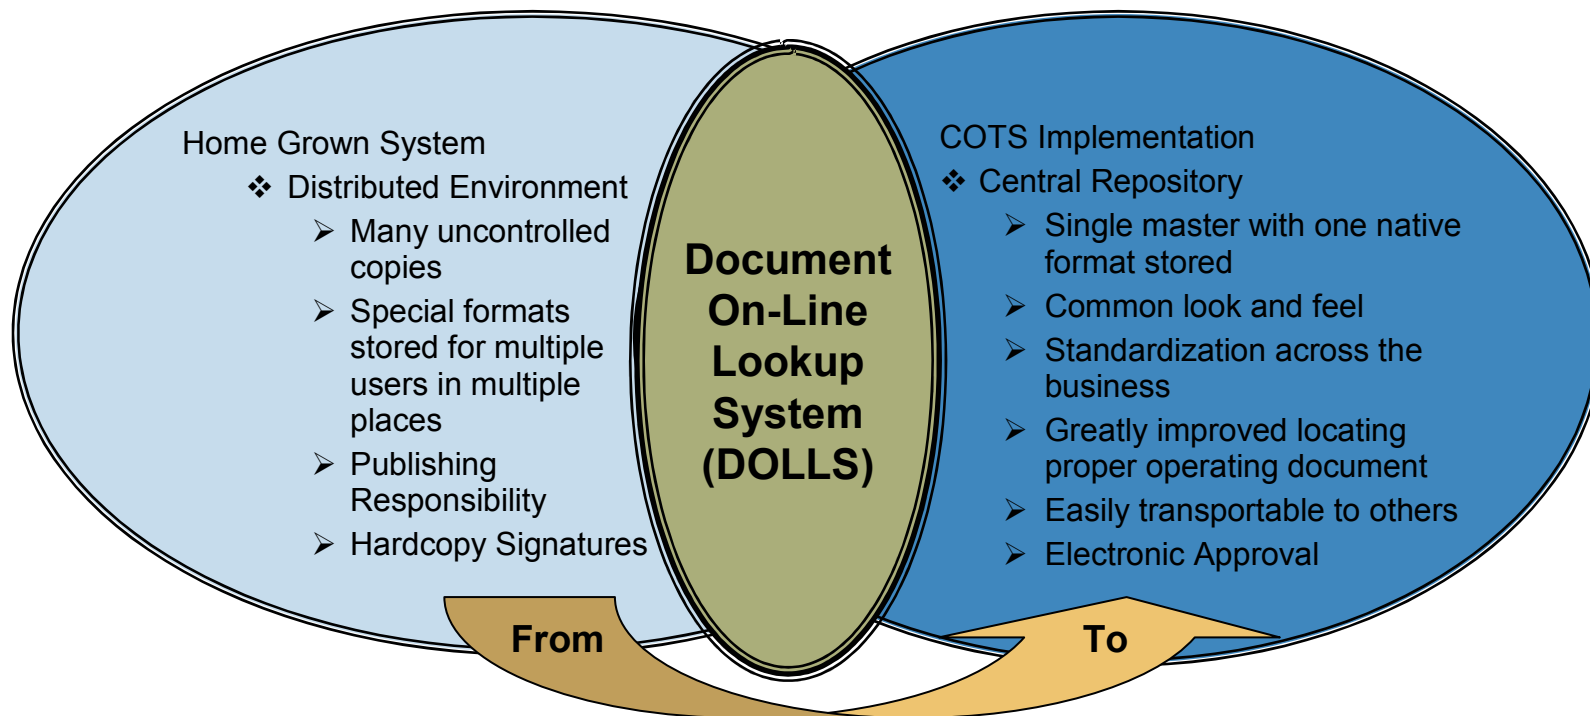 Home Grown System
❖ Distributed Environment
➢ Many uncontrolled
copies
➢ Special formats
stored for multiple
users in multiple
places
➢ Publishing
Responsibility
➢ Hardcopy Signatures
Document
On-Line
Lookup
System
(DOLLS)
COTS Implementation
❖ Central Repository
➢ Single master with one native
format stored
➢ Common look and feel
➢ Standardization across the
business
➢ Greatly improved locating
proper operating document
➢ Easily transportable to others
➢ Electronic Approval
From
To